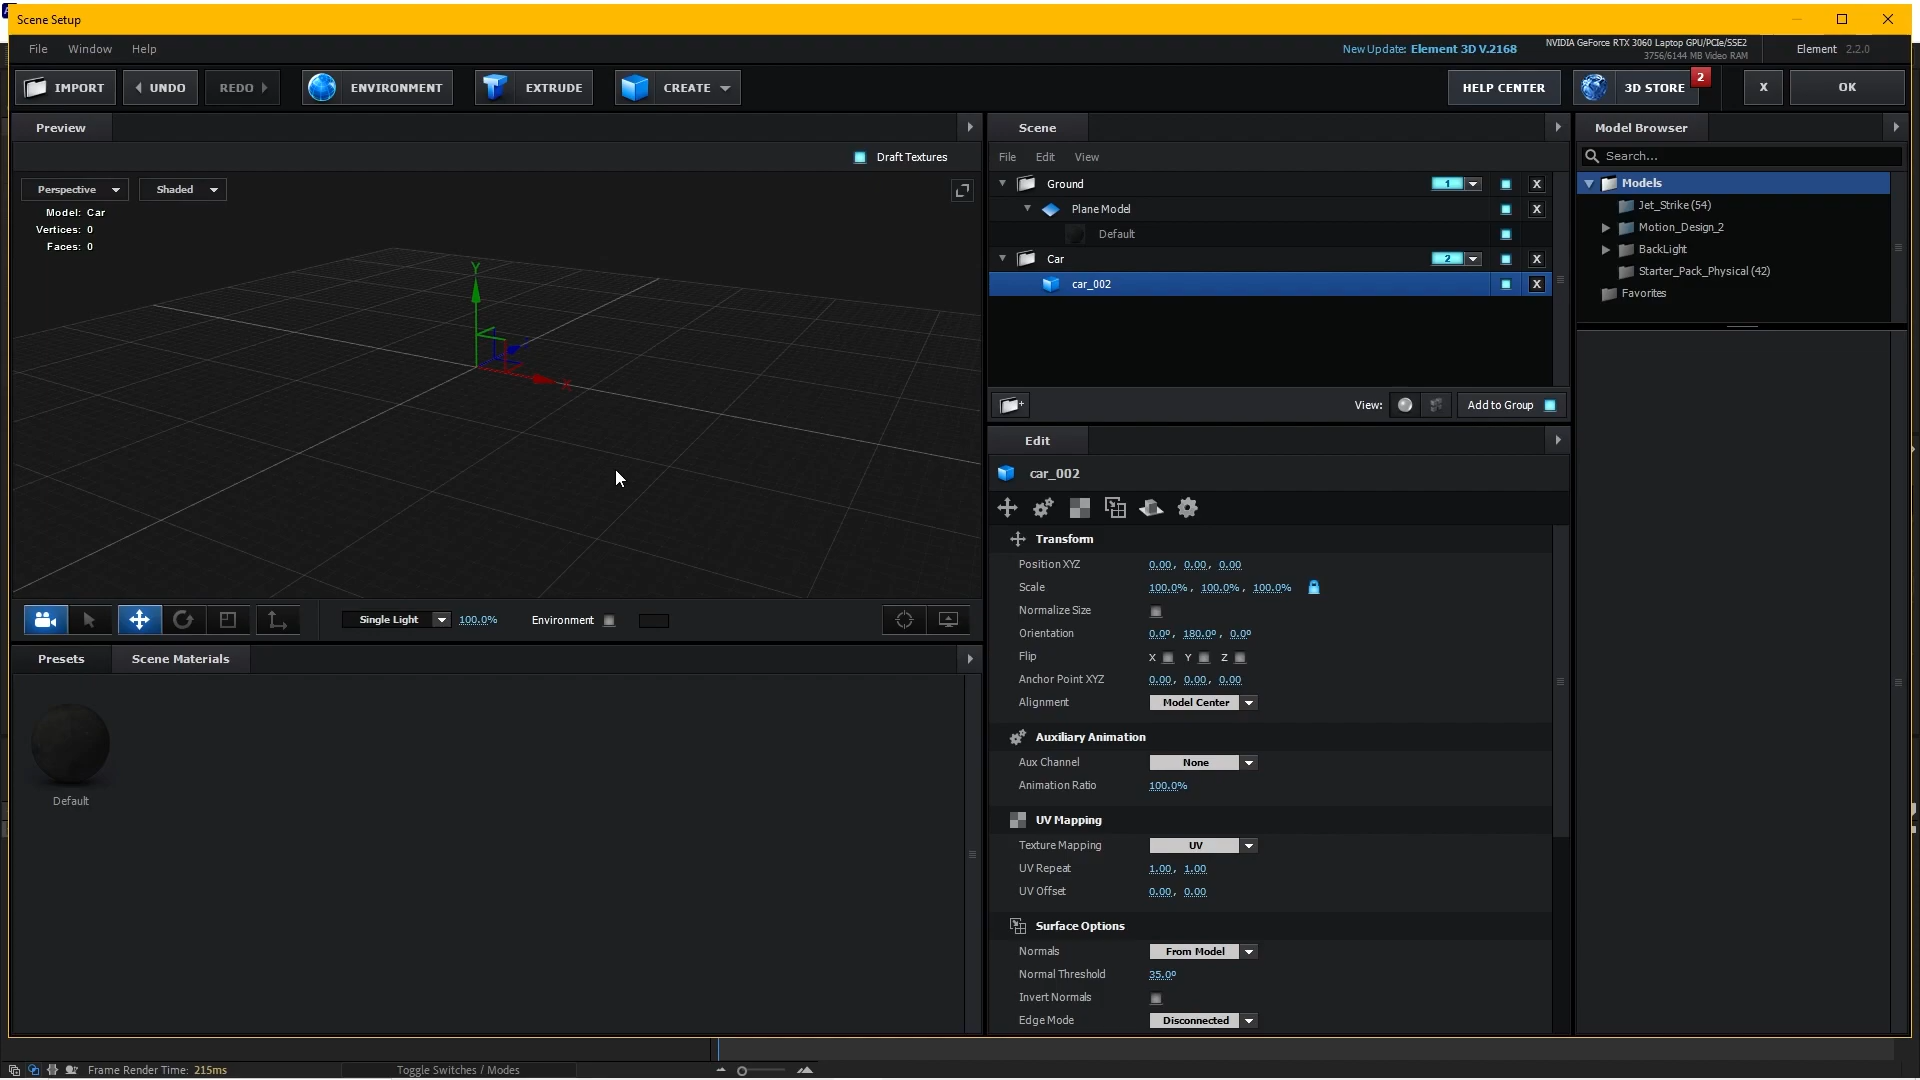 Scene Setup
File Window Help
New Update: Element 3D V.2168
NVIDIA GeForce RTX 3060 Laptop GPU/PCIe/SSE2
3756/6144 MB Video RAM
Element 2.2.0
IMPORT UNDO REDO ENVIRONMENT EXTRUDE CREATE
HELP CENTER 3D STORE 2 X OK
Preview
Draft Textures
Perspective Shaded
Model: Car
Vertices: 0
Faces: 0
Y
X
Single Light 100.0% Environment
Presets Scene Materials
Default
Scene
File Edit View
Ground 1 X
Plane Model X
Default
Car 2 X
car_002 X
View: Add to Group
Edit
car_002
Transform
Position XYZ 0.00, 0.00, 0.00
Scale 100.0%, 100.0%, 100.0%
Normalize Size
Orientation 0.0º, 180.0º, 0.0º
Flip X Y Z
Anchor Point XYZ 0.00, 0.00, 0.00
Alignment Model Center
Auxiliary Animation
Aux Channel None
Animation Ratio 100.0%
UV Mapping
Texture Mapping UV
UV Repeat 1.00, 1.00
UV Offset 0.00, 0.00
Surface Options
Normals From Model
Normal Threshold 35.0º
Invert Normals
Edge Mode Disconnected
Model Browser
Search...
Models
Jet_Strike (54)
Motion_Design_2
BackLight
Starter_Pack_Physical (42)
Favorites
Frame Render Time: 215ms
Toggle Switches / Modes